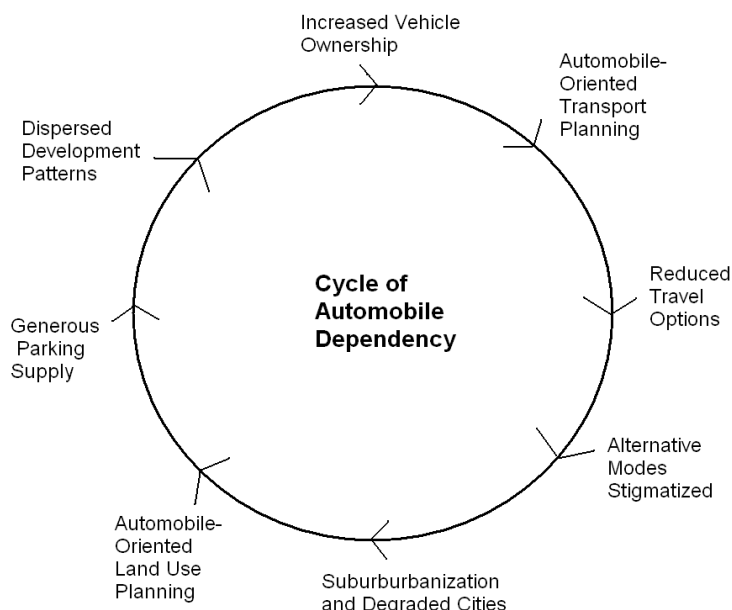 Increased Vehicle
Ownership
Automobile-
Oriented
Transport
Planning
Reduced
Travel
Options
Alternative
Modes
Stigmatized
Suburburbanization
and Degraded Cities
Automobile-
Oriented
Land Use
Planning
Generous
Parking
Supply
Dispersed
Development
Patterns
Cycle of
Automobile
Dependency